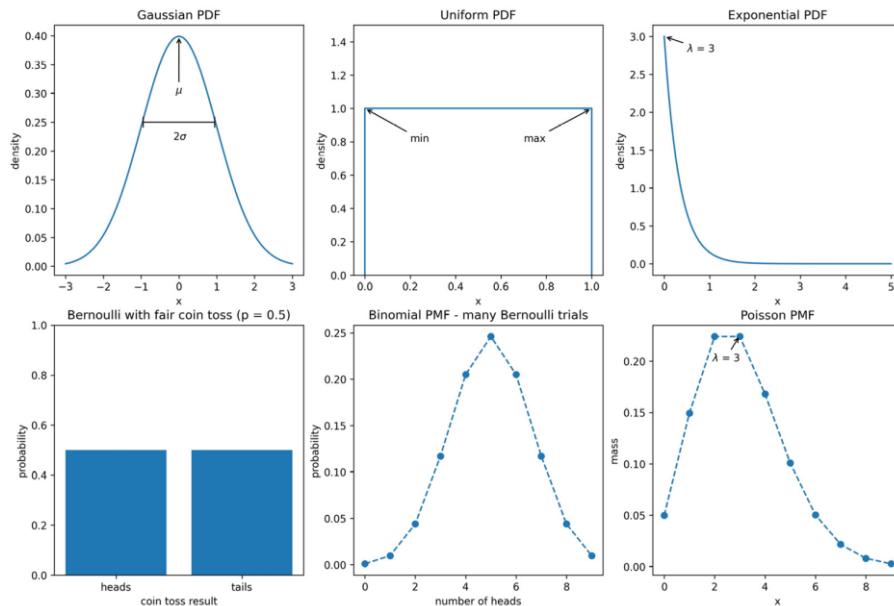 Gaussian PDF
0.40
0.35
0.30
0.25
0.20
0.15
0.10
0.05
0.00
density
μ
2σ
−3 −2 −1 0 1 2 3
x
Uniform PDF
1.4
1.2
1.0
0.8
0.6
0.4
0.2
0.0
density
min max
0.0 0.2 0.4 0.6 0.8 1.0
x
Exponential PDF
3.0
2.5
2.0
1.5
1.0
0.5
0.0
density
λ = 3
0 1 2 3 4 5
x
Bernoulli with fair coin toss (p = 0.5)
1.0
0.8
0.6
0.4
0.2
0.0
probability
heads tails
coin toss result
Binomial PMF - many Bernoulli trials
0.25
0.20
0.15
0.10
0.05
0.00
probability
0 2 4 6 8
number of heads
Poisson PMF
0.20
0.15
0.10
0.05
0.00
mass
λ = 3
0 2 4 6 8
x